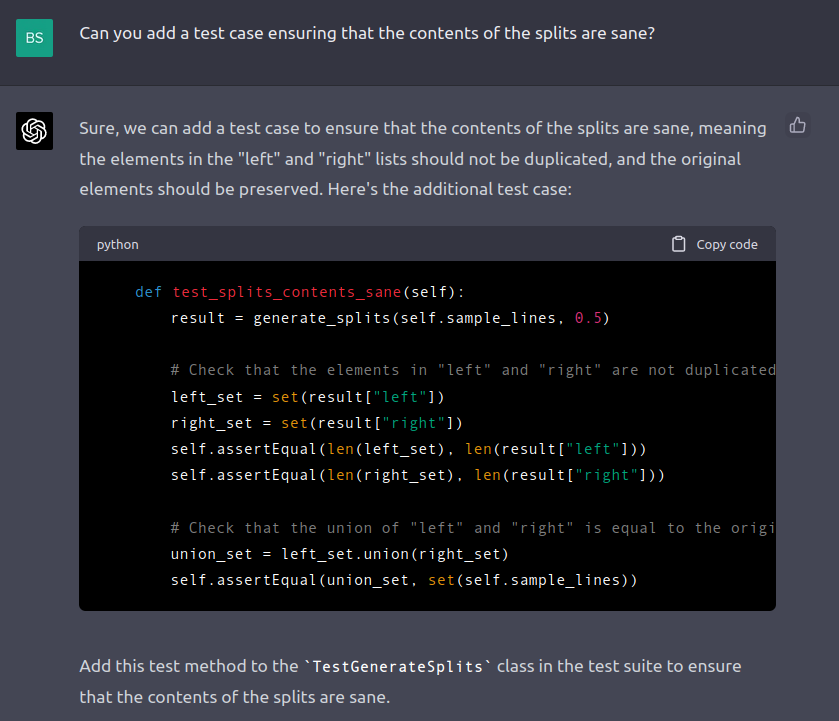 BS
Can you add a test case ensuring that the contents of the splits are sane?
Sure, we can add a test case to ensure that the contents of the splits are sane, meaning
the elements in the "left" and "right" lists should not be duplicated, and the original
elements should be preserved. Here's the additional test case:
python
Copy code
def test_splits_contents_sane(self):
    result = generate_splits(self.sample_lines, 0.5)
    # Check that the elements in "left" and "right" are not duplicated
    left_set = set(result["left"])
    right_set = set(result["right"])
    self.assertEqual(len(left_set), len(result["left"]))
    self.assertEqual(len(right_set), len(result["right"]))
    # Check that the union of "left" and "right" is equal to the origi
    union_set = left_set.union(right_set)
    self.assertEqual(union_set, set(self.sample_lines))
Add this test method to the `TestGenerateSplits` class in the test suite to ensure
that the contents of the splits are sane.